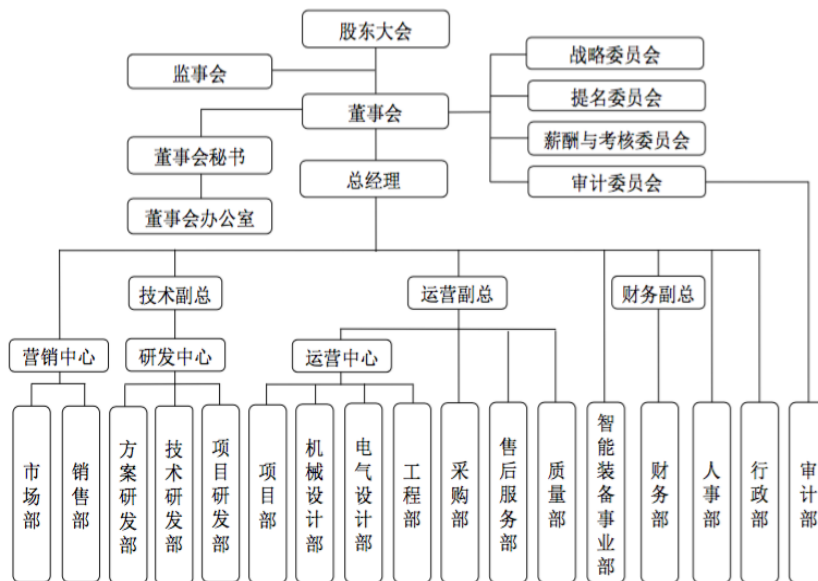 股东大会
监事会
战略委员会
提名委员会
董事会
薪酬与考核委员会
董事会秘书
总经理
审计委员会
董事会办公室
技术副总
运营副总
财务副总
营销中心
研发中心
运营中心
市场部
销售部
方案研发部
技术研发部
项目研发部
项目部
机械设计部
电气设计部
工程部
采购部
售后服务部
质量部
智能装备事业部
财务部
人事部
行政部
审计部